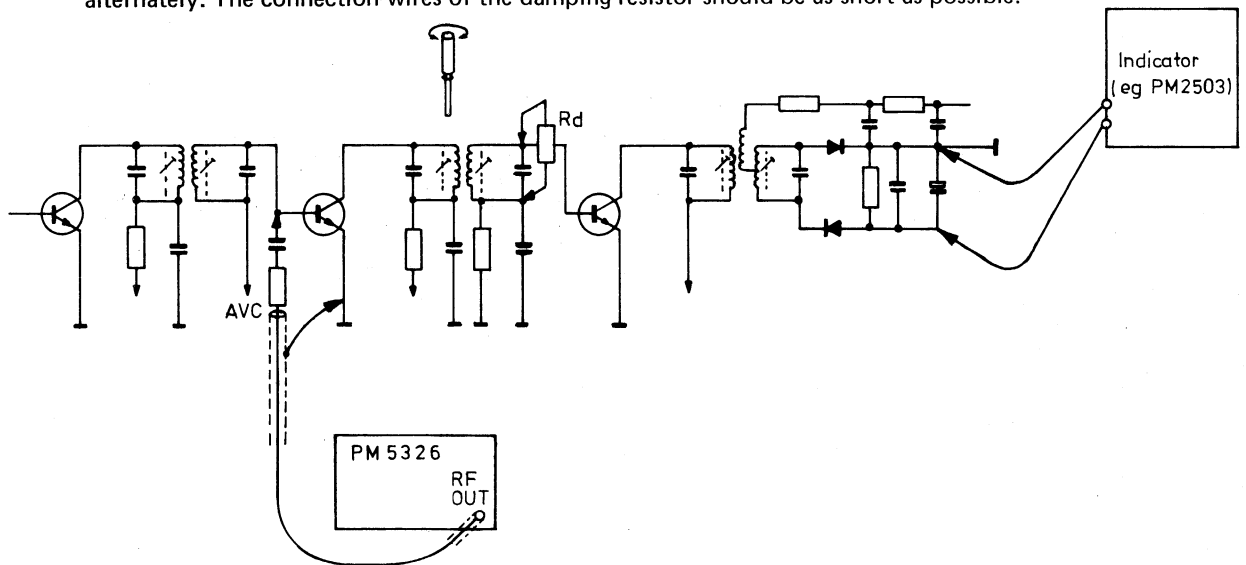 alternately. The connection wires of the damping resistor should be as short as possible.
Indicator
(eg PM2503)
Rd
AVC
PM 5326
RF
OUT